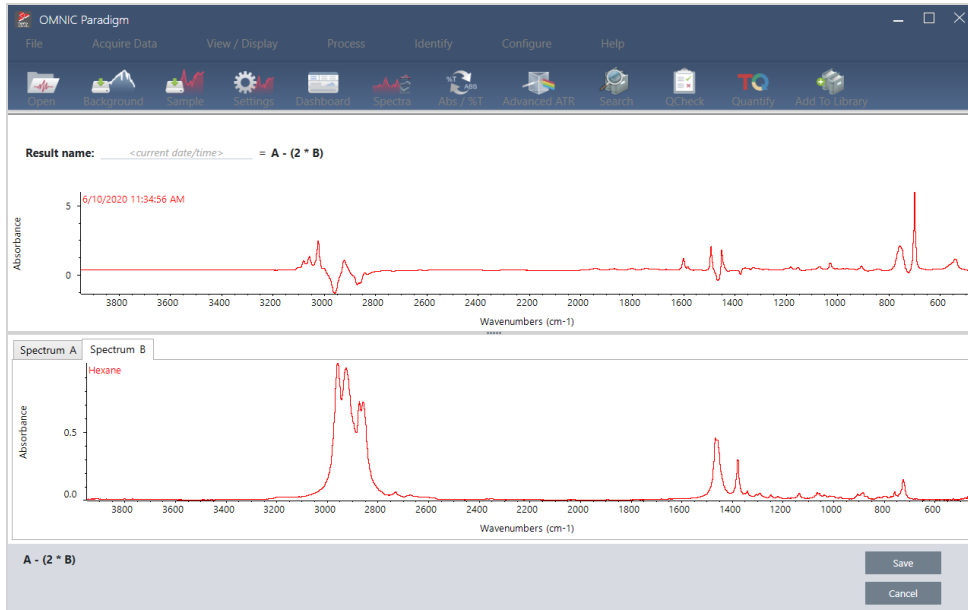 OMNIC Paradigm
File Acquire Data View / Display Process Identify Configure Help
%T ABS TQ
Open Background Sample Settings Dashboard Spectra Abs / %T Advanced ATR Search QCheck Quantify Add To Library
Result name: <current date/time> = A - (2 * B)
6/10/2020 11:34:56 AM
Absorbance
5
0
3800 3600 3400 3200 3000 2800 2600 2400 2200 2000 1800 1600 1400 1200 1000 800 600
Wavenumbers (cm-1)
Spectrum A Spectrum B
Hexane
Absorbance
0.5
0.0
3800 3600 3400 3200 3000 2800 2600 2400 2200 2000 1800 1600 1400 1200 1000 800 600
Wavenumbers (cm-1)
A - (2 * B)
Save
Cancel